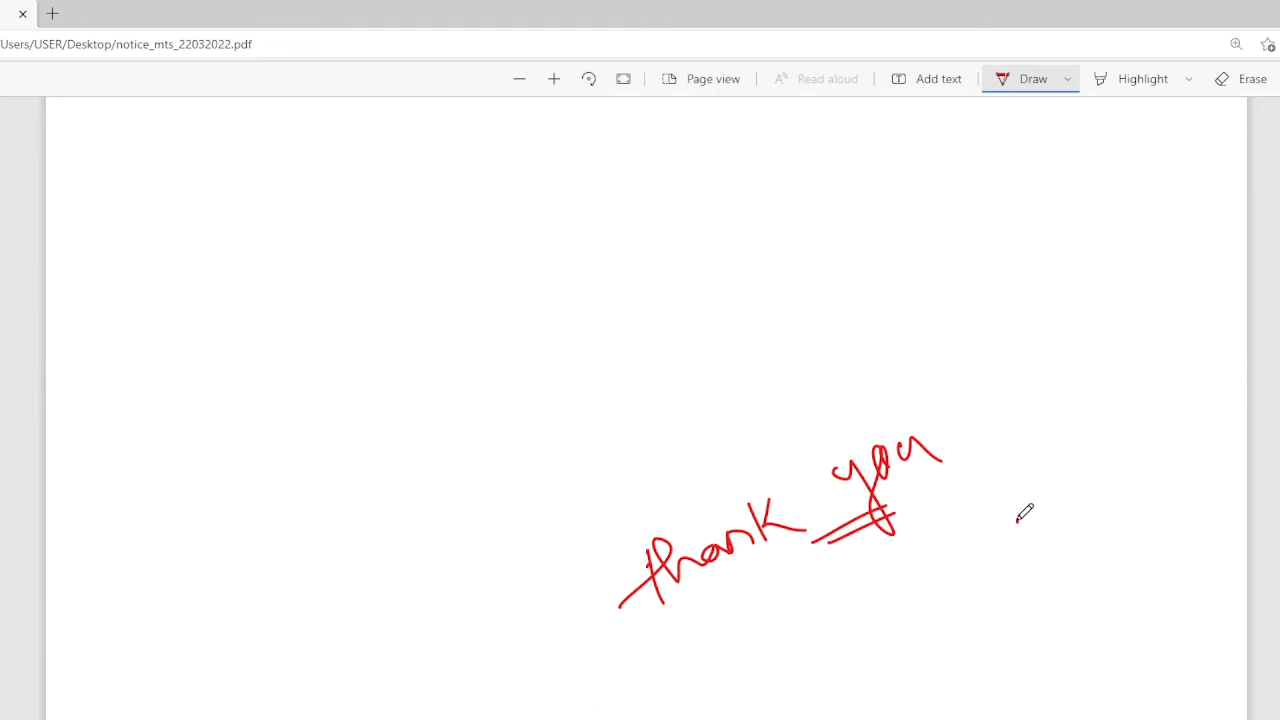 Users/USER/Desktop/notice_mts_22032022.pdf
Page view Read aloud Add text Draw Highlight Erase
thank you